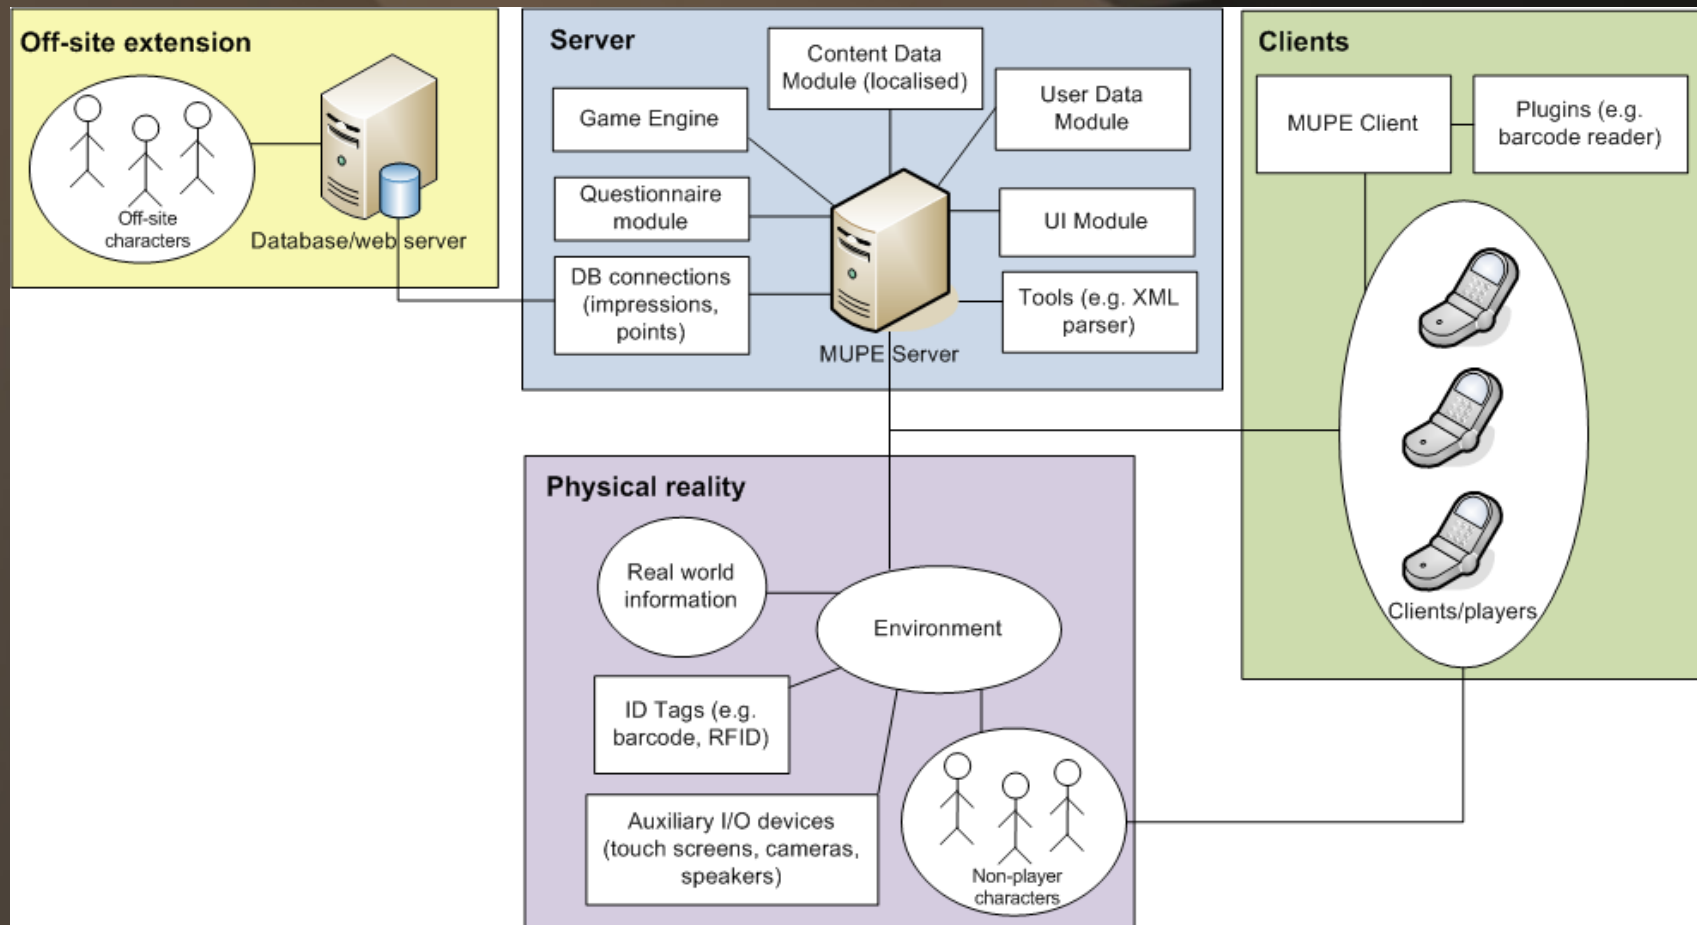 Off-site extension
Off-site
characters
Database/web server
Server
Content Data
Module (localised)
Game Engine
User Data
Module
Questionnaire
module
UI Module
DB connections
(impressions,
points)
Tools (e.g. XML
parser)
MUPE Server
Clients
MUPE Client
Plugins (e.g.
barcode reader)
Clients/players
Physical reality
Real world
information
Environment
ID Tags (e.g.
barcode, RFID)
Auxiliary I/O devices
(touch screens, cameras,
speakers)
Non-player
characters